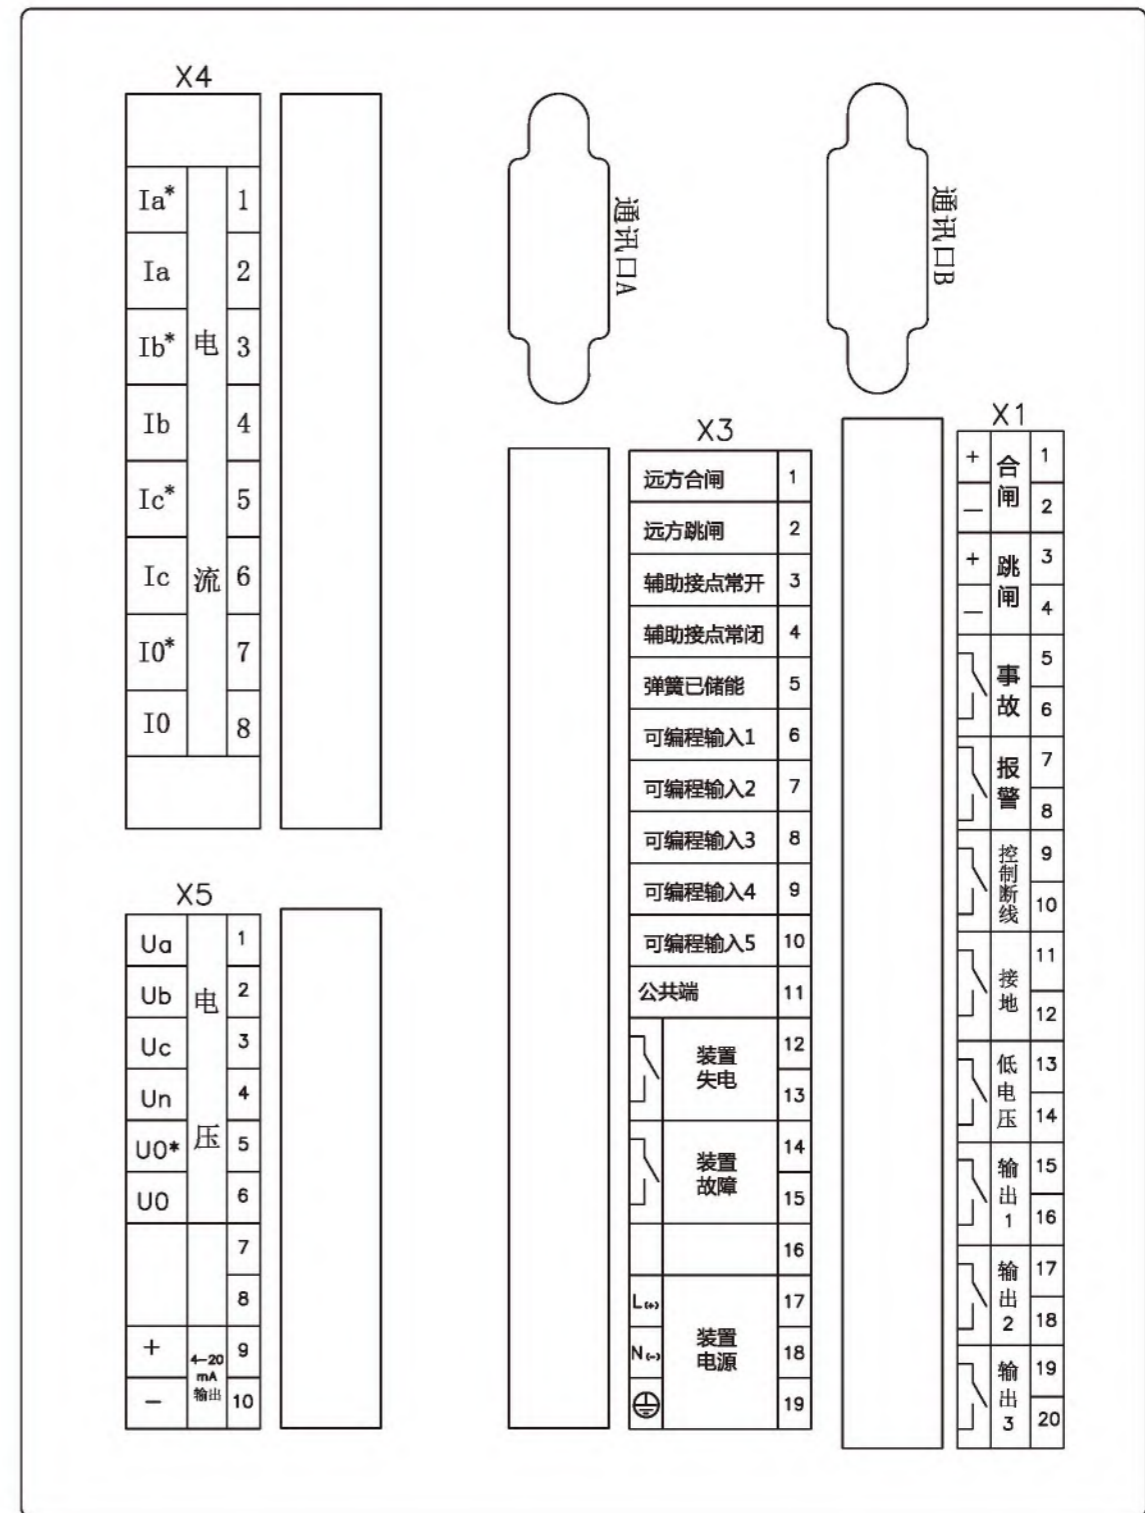 X4
Ia* 1
Ia 2
Ib* 电 3
Ib 4
Ic* 5
Ic 流 6
I0* 7
I0 8
X5
Ua 1
Ub 电 2
Uc 3
Un 4
U0* 压 5
U0 6
7
8
+ 9
4-20
mA
输出
- 10
通讯口A
通讯口B
X3
远方合闸 1
远方跳闸 2
辅助接点常开 3
辅助接点常闭 4
弹簧已储能 5
可编程输入1 6
可编程输入2 7
可编程输入3 8
可编程输入4 9
可编程输入5 10
公共端 11
装置
失电
12
13
装置
故障
14
15
16
L(+) 17
N(-) 18
装置
电源
19
X1
+ 合闸 1
— 2
+ 跳闸 3
— 4
事故 5
6
报警 7
8
控制断线 9
10
接地 11
12
低电压 13
14
输出1 15
16
输出2 17
18
输出3 19
20